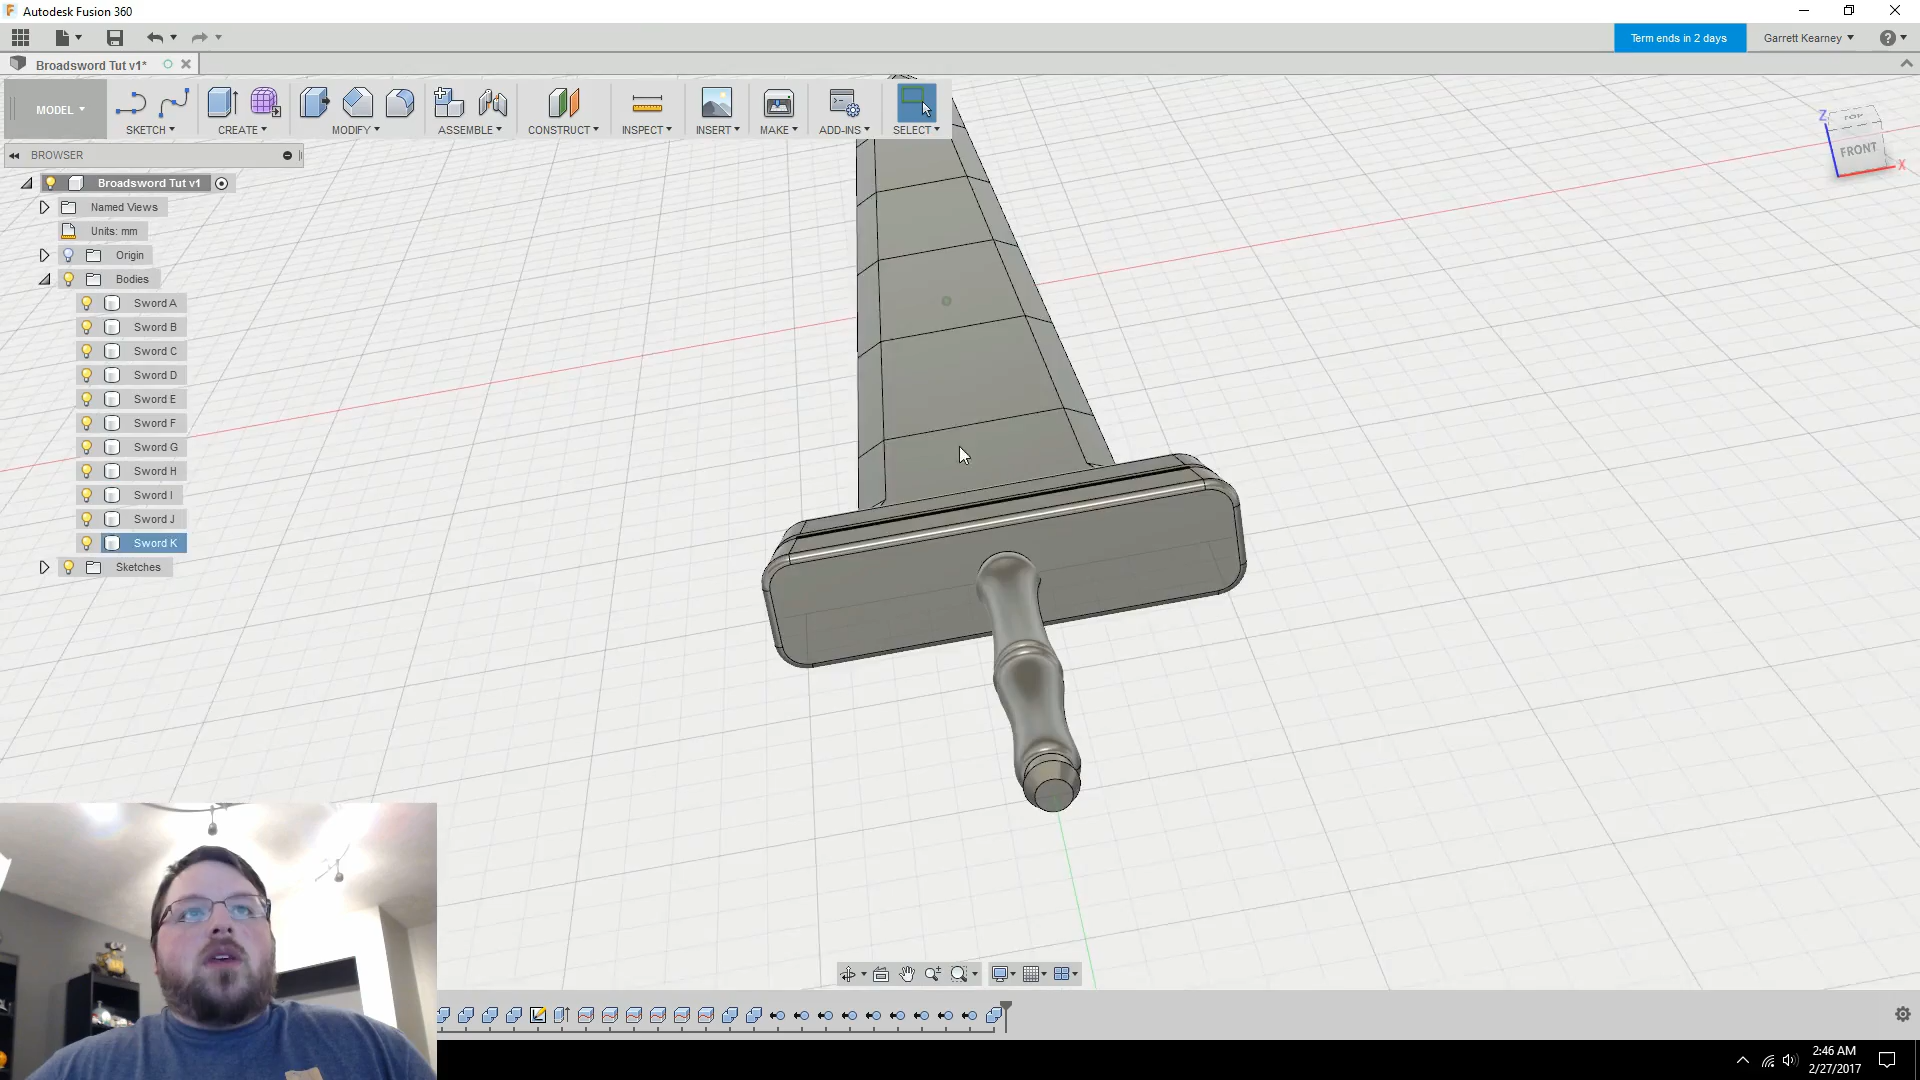 Autodesk Fusion 360
Term ends in 2 days
Garrett Kearney
Broadsword Tut v1*
MODEL
SKETCH
CREATE
MODIFY
ASSEMBLE
CONSTRUCT
INSPECT
INSERT
MAKE
ADD-INS
SELECT
BROWSER
Broadsword Tut v1
Named Views
Units: mm
Origin
Bodies
Sword A
Sword B
Sword C
Sword D
Sword E
Sword F
Sword G
Sword H
Sword I
Sword J
Sword K
Sketches
Z
TOP
FRONT
X
2:46 AM
2/27/2017